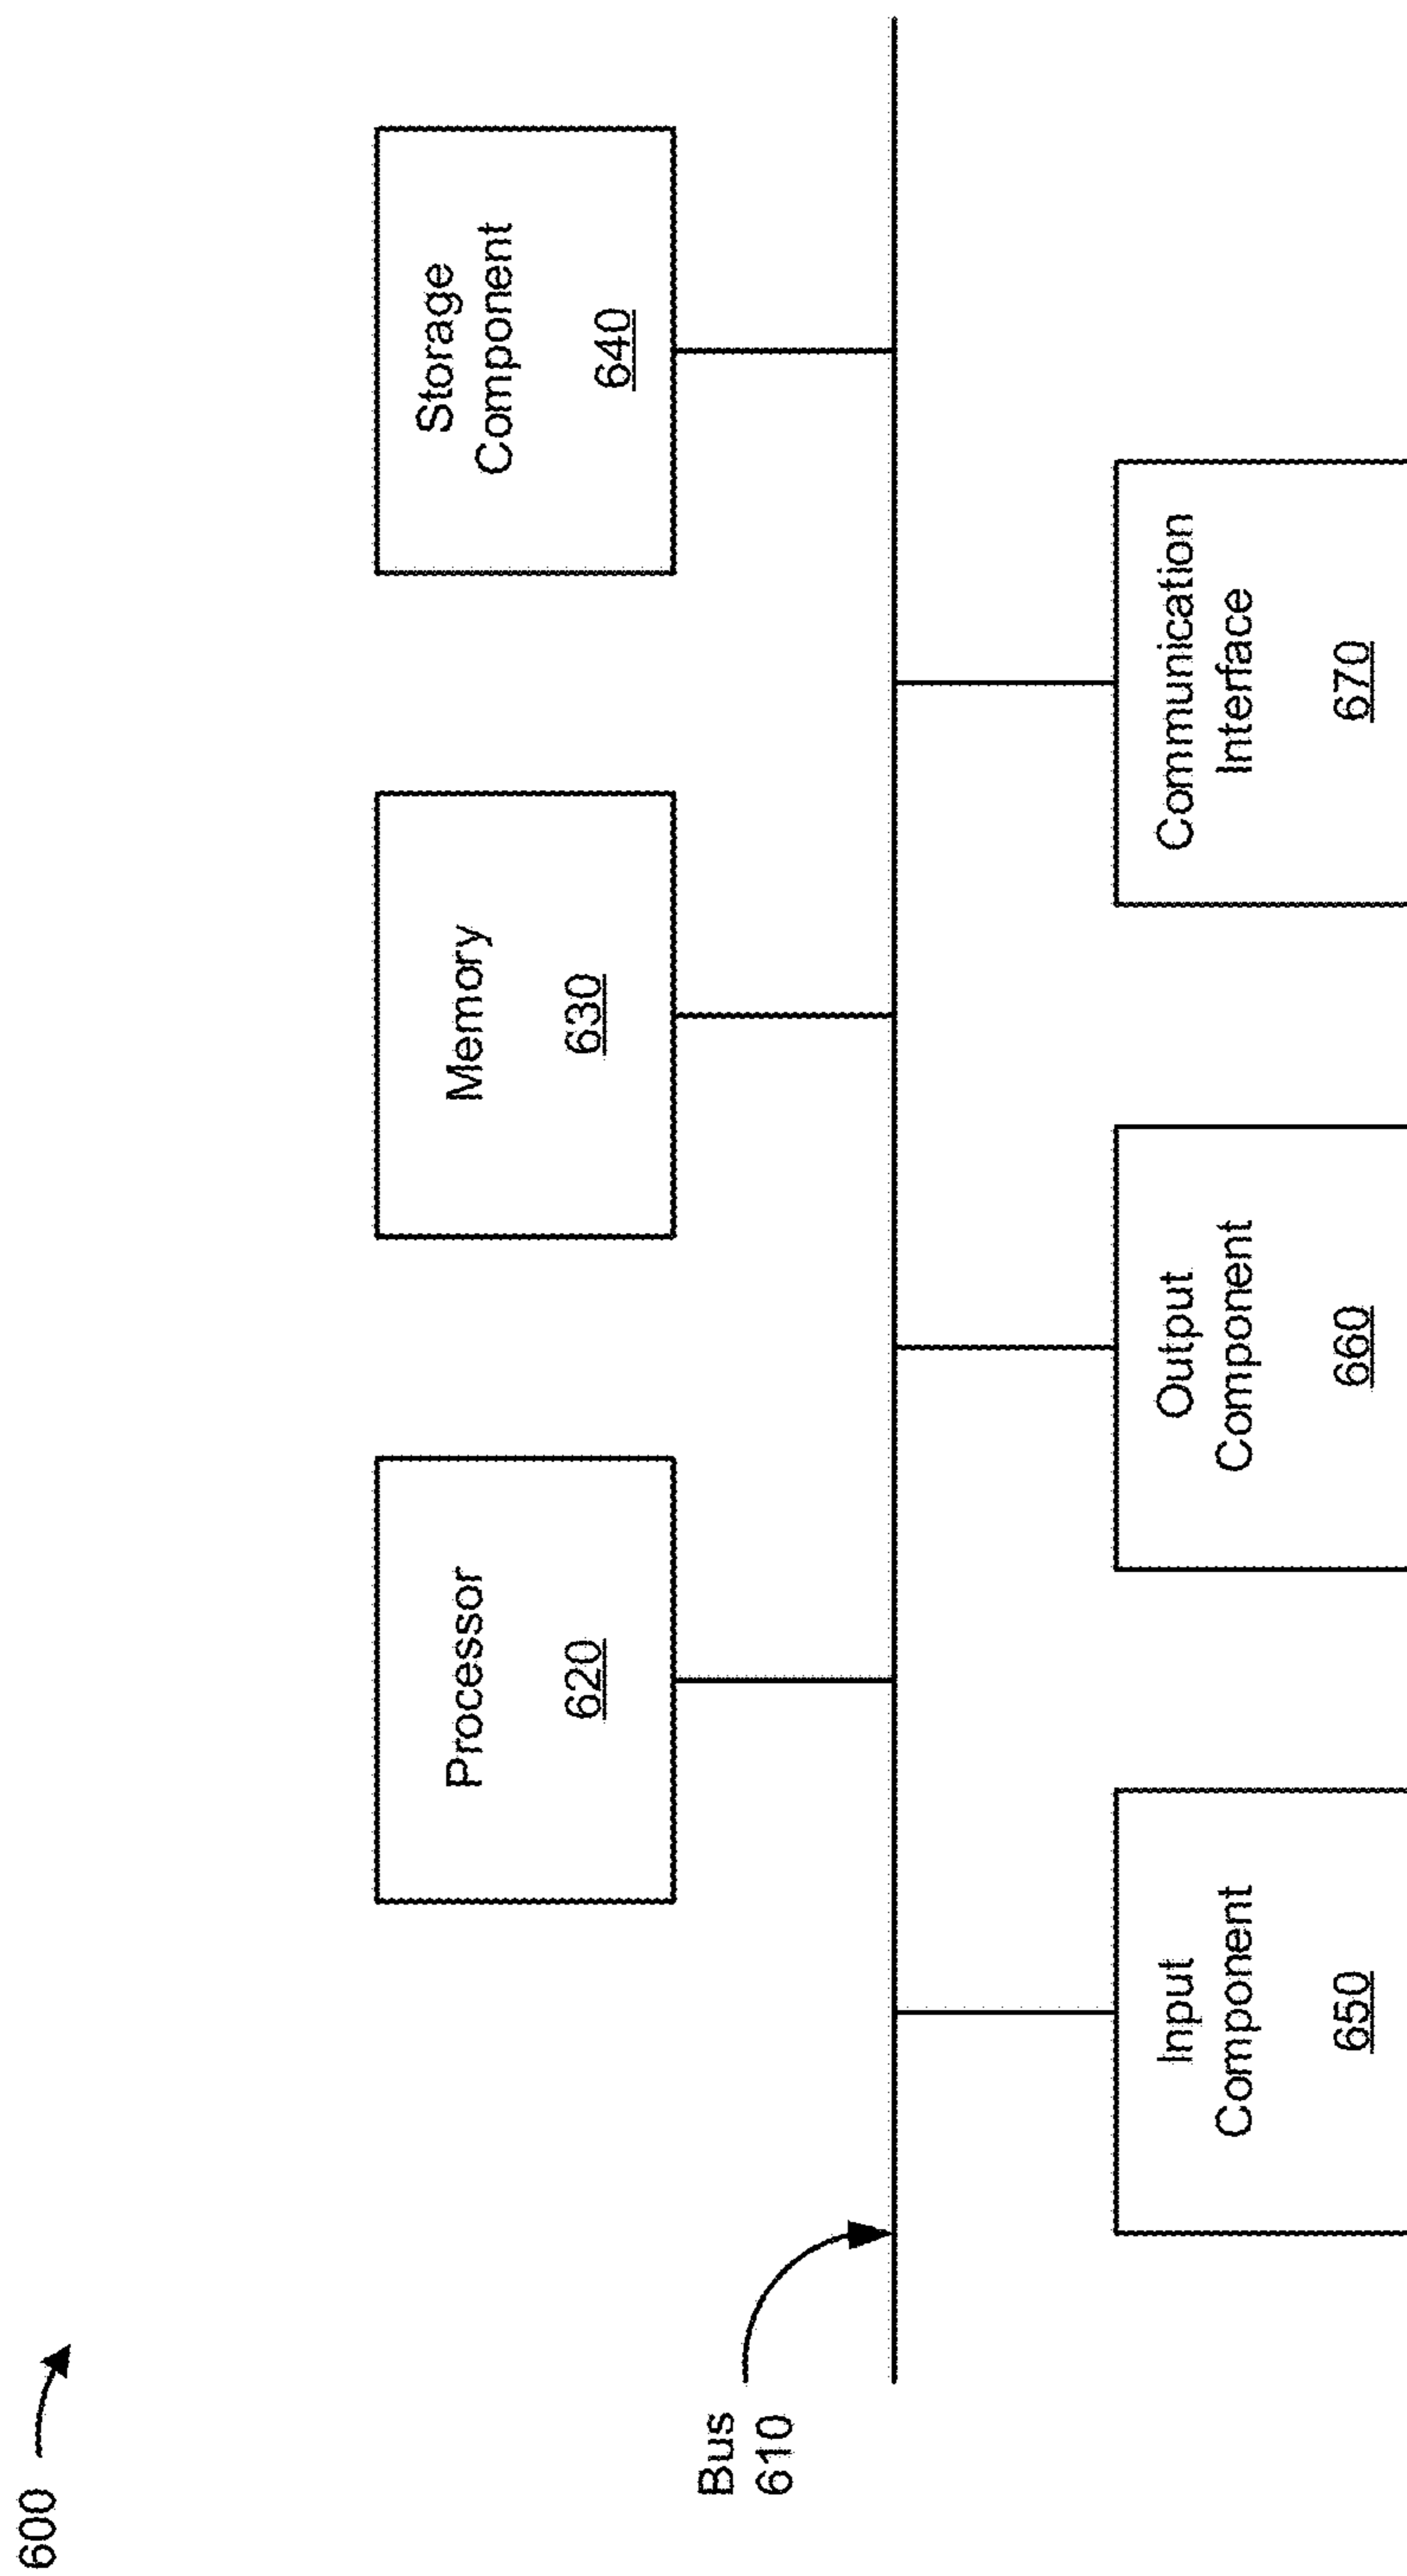 600
Processor
620
Memory
630
Storage
Component
640
Bus
610
Input
Component
650
Output
Component
660
Communication
Interface
670